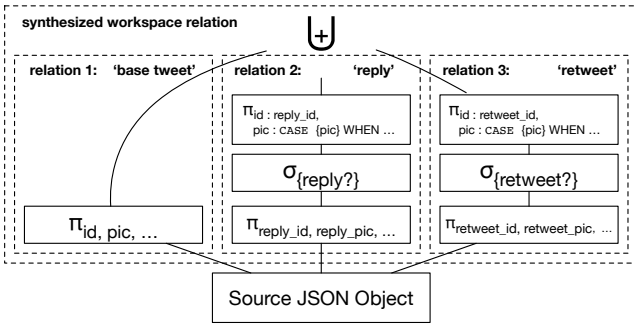 synthesized workspace relation
⊎
relation 1: 'base tweet'
relation 2: 'reply'
relation 3: 'retweet'
π id : reply_id,
pic : CASE {pic} WHEN ...
π id : retweet_id,
pic : CASE {pic} WHEN ...
σ {reply?}
σ {retweet?}
π id, pic, ...
π reply_id, reply_pic, ...
π retweet_id, retweet_pic, ...
Source JSON Object